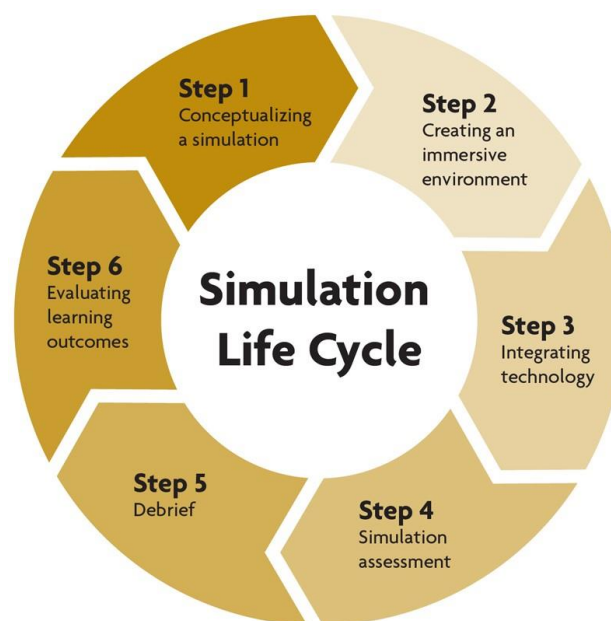 Step 1
Conceptualizing
a simulation
Step 2
Creating an
immersive
environment
Step 3
Integrating
technology
Step 4
Simulation
assessment
Step 5
Debrief
Step 6
Evaluating
learning
outcomes
Simulation
Life Cycle